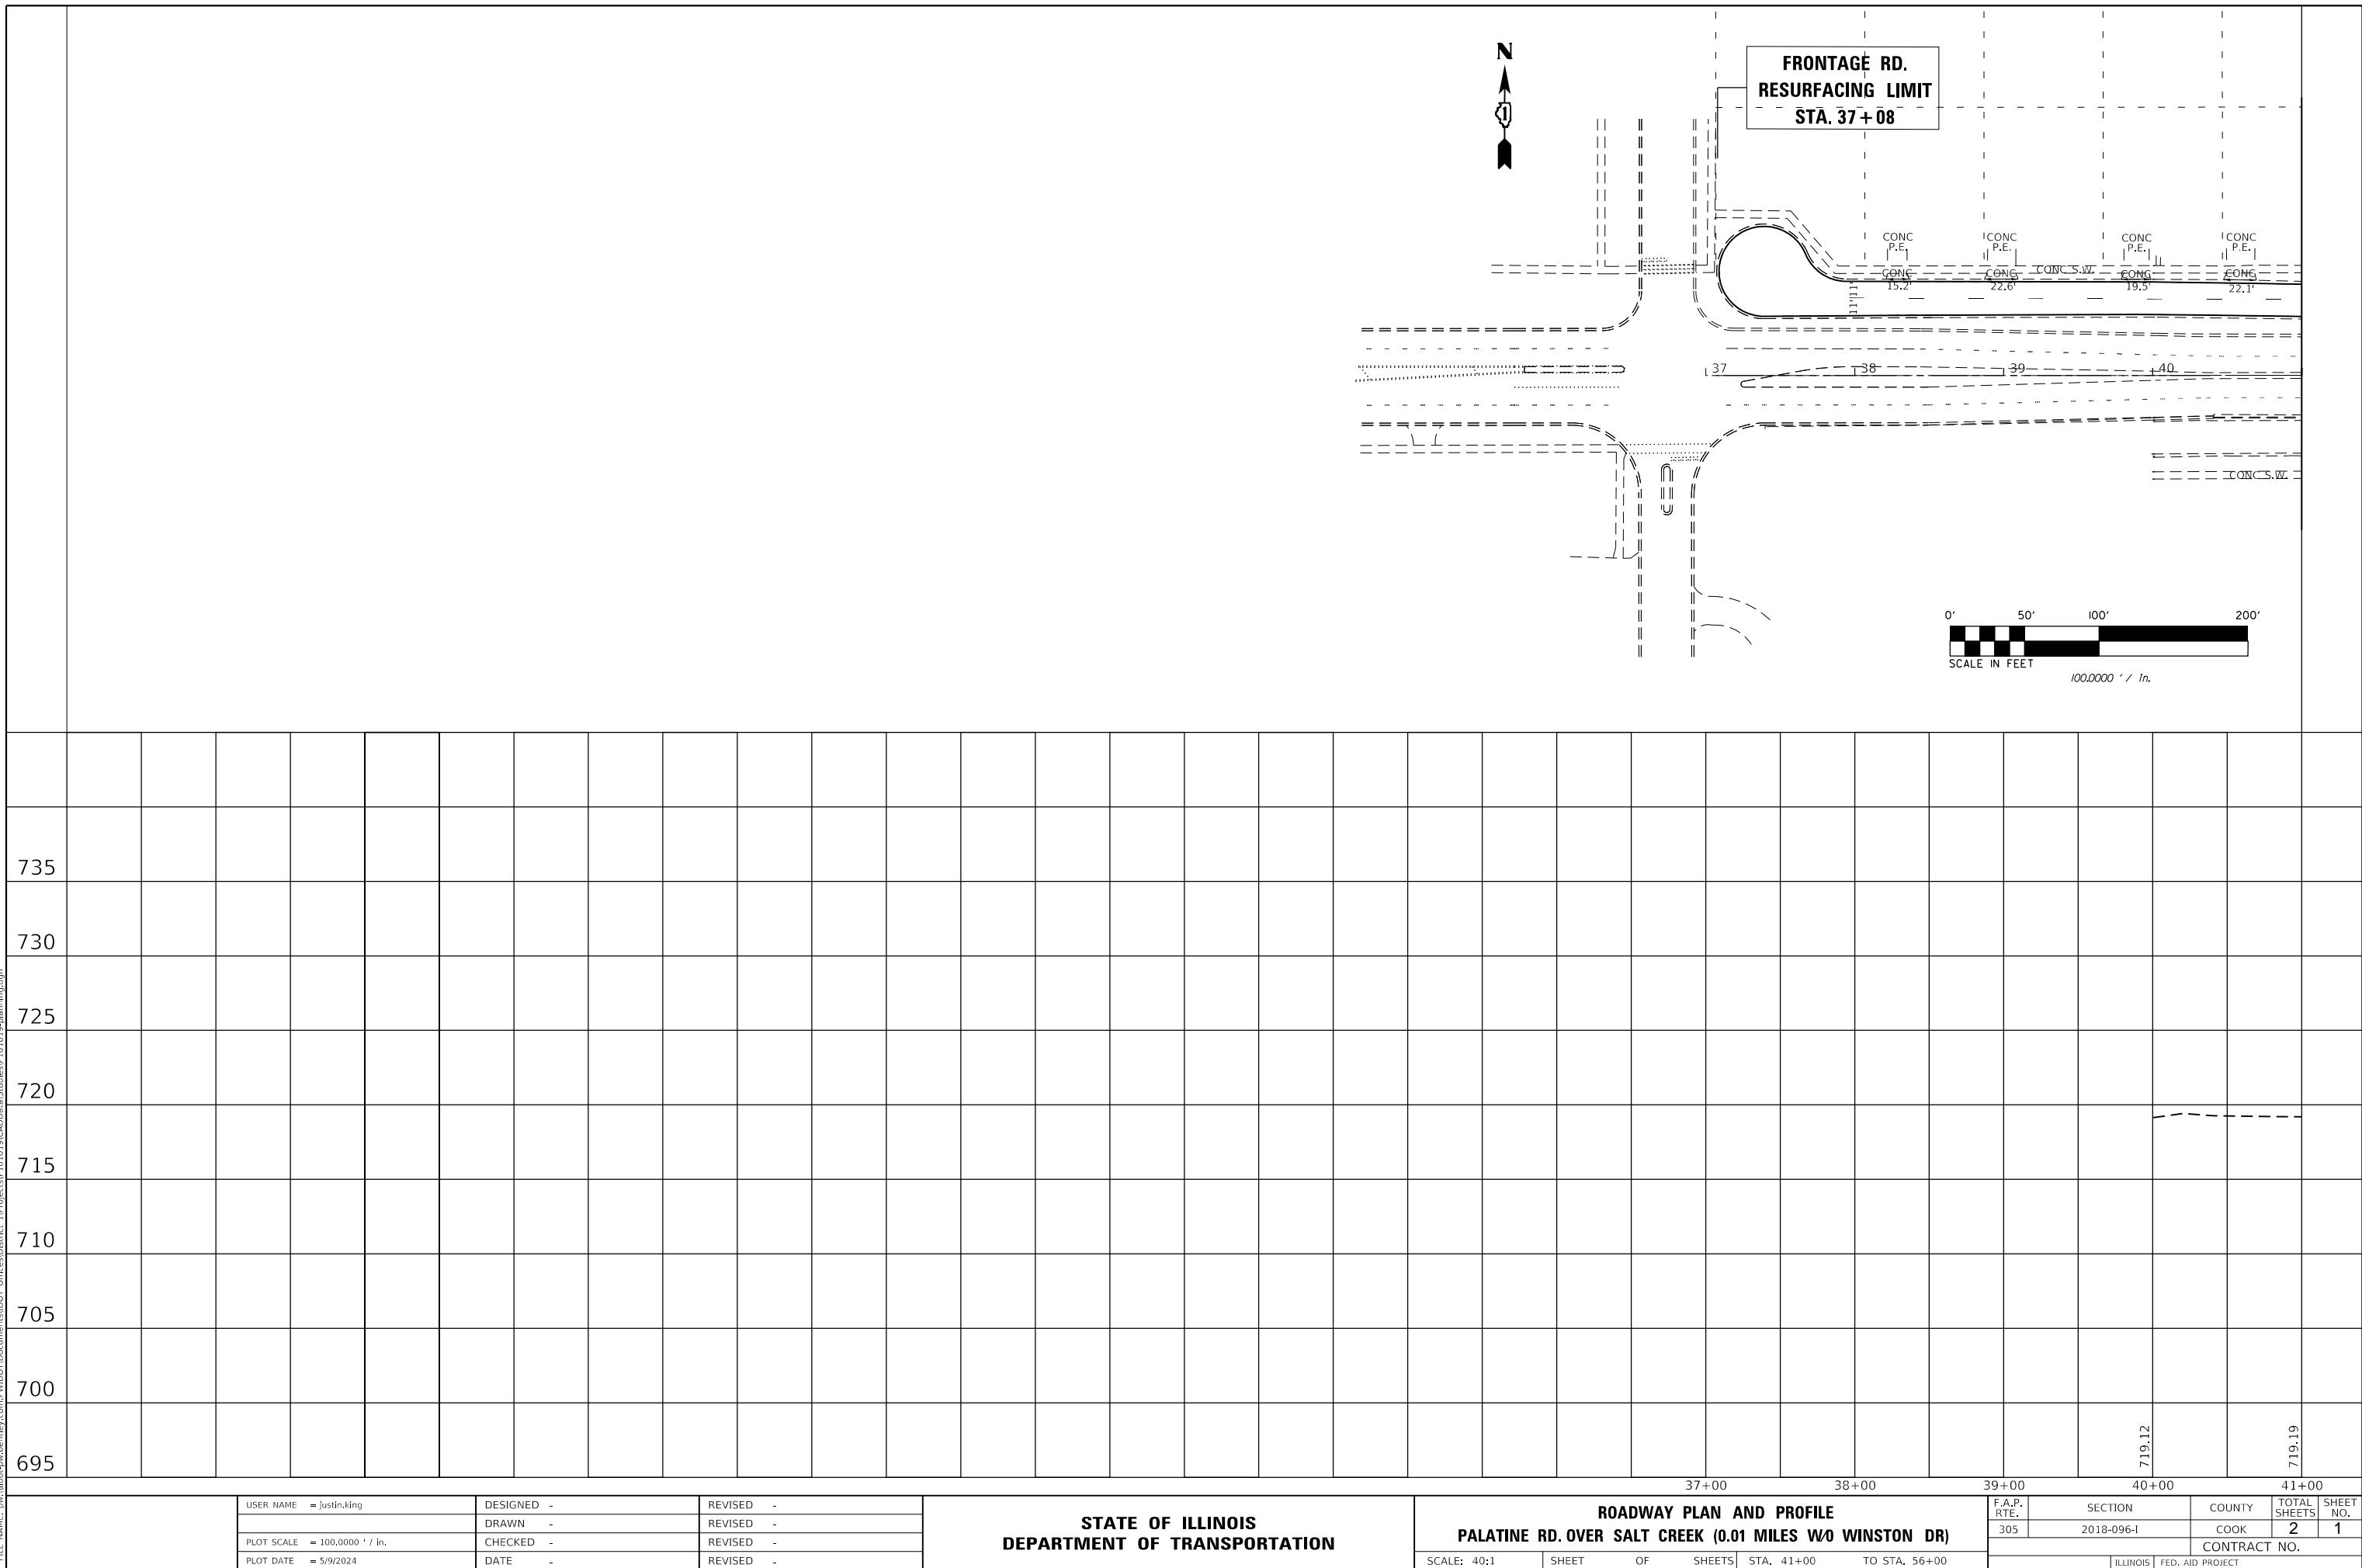 N
1
FRONTAGE RD.
RESURFACING LIMIT
STA. 37+08
CONC
P.E.
CONC
P.E.
CONC
P.E.
CONC
P.E.
CONC
15.2'
CONC
22.6'
CONC S.W.
CONC
19.5'
CONC
22.1'
11'
11'
37
38
39
40
CONC S.W.
0' 50' 100' 200'
SCALE IN FEET
100.0000 ' / in.
735
730
725
720
715
710
705
700
695
719.12
719.19
37+00 38+00 39+00 40+00 41+00
USER NAME = justin.king
PLOT SCALE = 100.0000 ' / in.
PLOT DATE = 5/9/2024
DESIGNED -
DRAWN -
CHECKED -
DATE -
REVISED -
REVISED -
REVISED -
REVISED -
STATE OF ILLINOIS
DEPARTMENT OF TRANSPORTATION
ROADWAY PLAN AND PROFILE
PALATINE RD. OVER SALT CREEK (0.01 MILES W/O WINSTON DR)
SCALE: 40:1 SHEET OF SHEETS STA. 41+00 TO STA. 56+00
F.A.P. RTE.
SECTION
COUNTY
TOTAL SHEETS
SHEET NO.
305 2018-096-I COOK 2 1
CONTRACT NO.
ILLINOIS FED. AID PROJECT